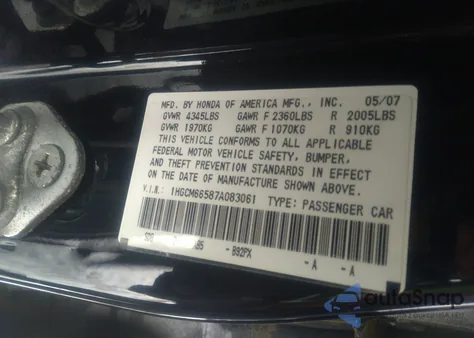 MFD. BY HONDA OF AMERICA MFG., INC. 05/07
GVWR 4345LBS GAWR F 2360LBS R 2005LBS
GVWR 1970KG GAWR F 1070KG R 910KG
THIS VEHICLE CONFORMS TO ALL APPLICABLE
FEDERAL MOTOR VEHICLE SAFETY, BUMPER,
AND THEFT PREVENTION STANDARDS IN EFFECT
ON THE DATE OF MANUFACTURE SHOWN ABOVE.
V.I.N.: 1HGCM66587A083061 TYPE: PASSENGER CAR
- B92PX -A -A
autoSnap